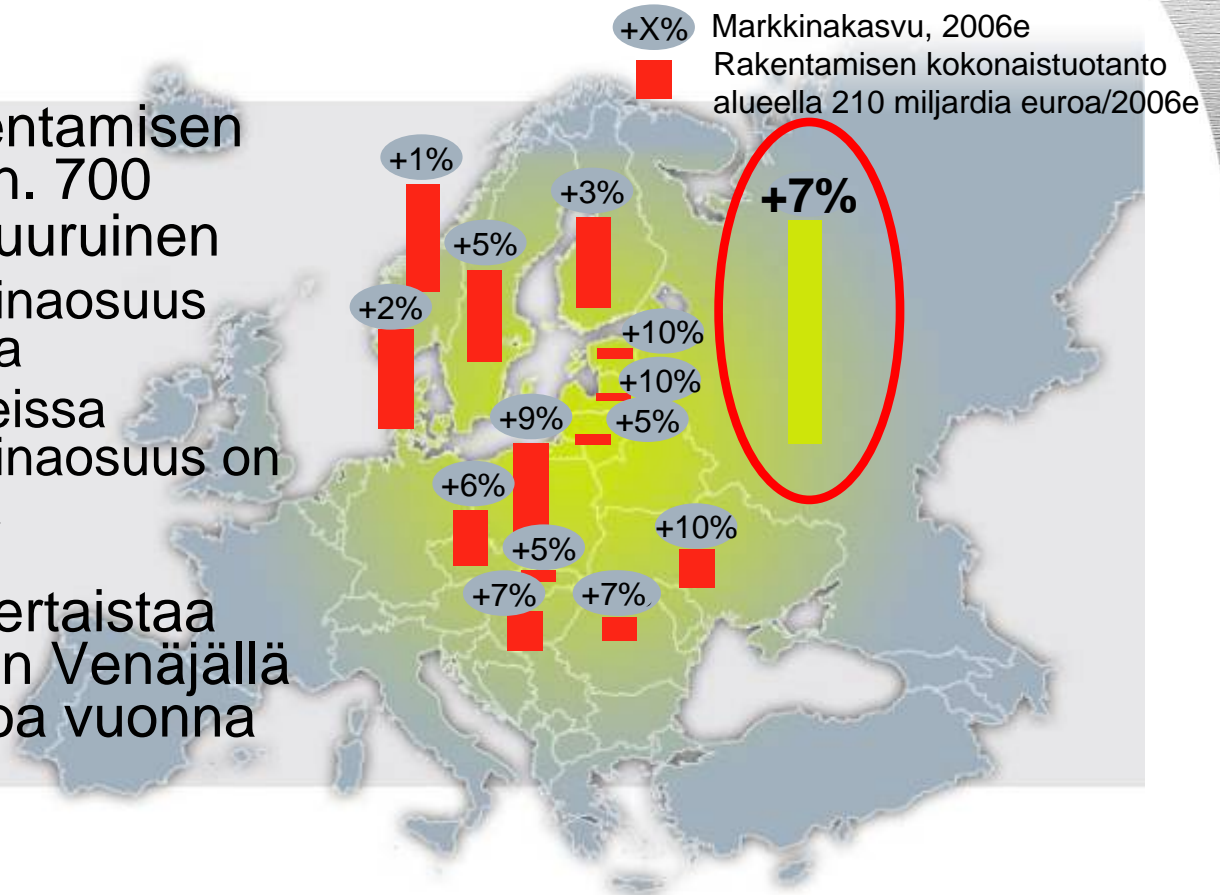 +X% Markkinakasvu, 2006e
Rakentamisen kokonaistuotanto
alueella 210 miljardia euroa/2006e
entamisen
n. 700
uuruinen
inaosuus
a
eissa
inaosuus on
ertaistaa
n Venäjällä
oa vuonna
+1%
+3%
+7%
+5%
+2%
+10%
+10%
+9%
+5%
+6%
+10%
+5%
+7%
+7%